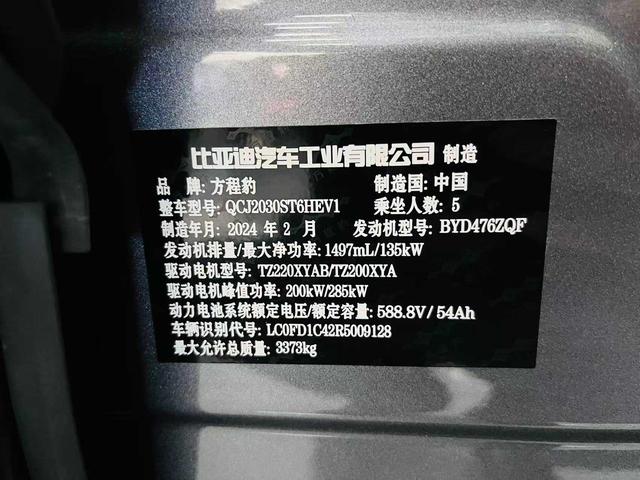 比亚迪汽车工业有限公司 制造
品 牌: 方程豹 制造国: 中国
整车型号: QCJ2030ST6HEV1 乘坐人数: 5
制造年月: 2024 年 2 月 发动机型号: BYD476ZQF
发动机排量/最大净功率: 1497mL/135kW
驱动电机型号: TZ220XYAB/TZ200XYA
驱动电机峰值功率: 200kW/285kW
动力电池系统额定电压/额定容量: 588.8V/ 54Ah
车辆识别代号: LC0FD1C42R5009128
最大允许总质量: 3373kg